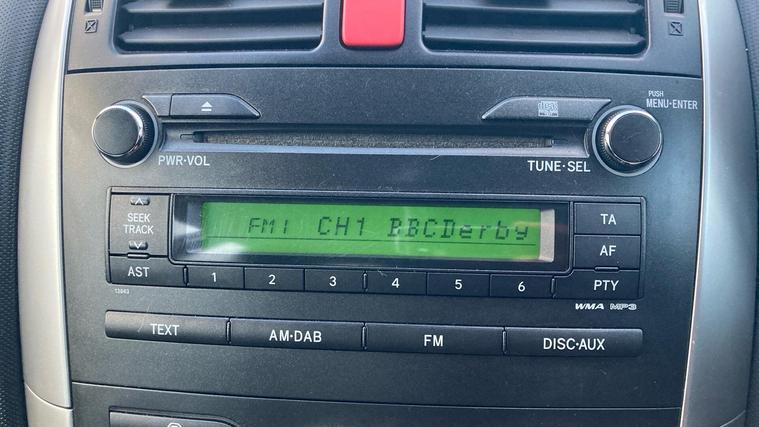 PUSH
MENU·ENTER
PWR·VOL
TUNE·SEL
SEEK
TRACK
FM1 CH1 BBCDerby
TA
AF
AST
1 2 3 4 5 6
PTY
13843
WMA MP3
TEXT
AM·DAB
FM
DISC·AUX